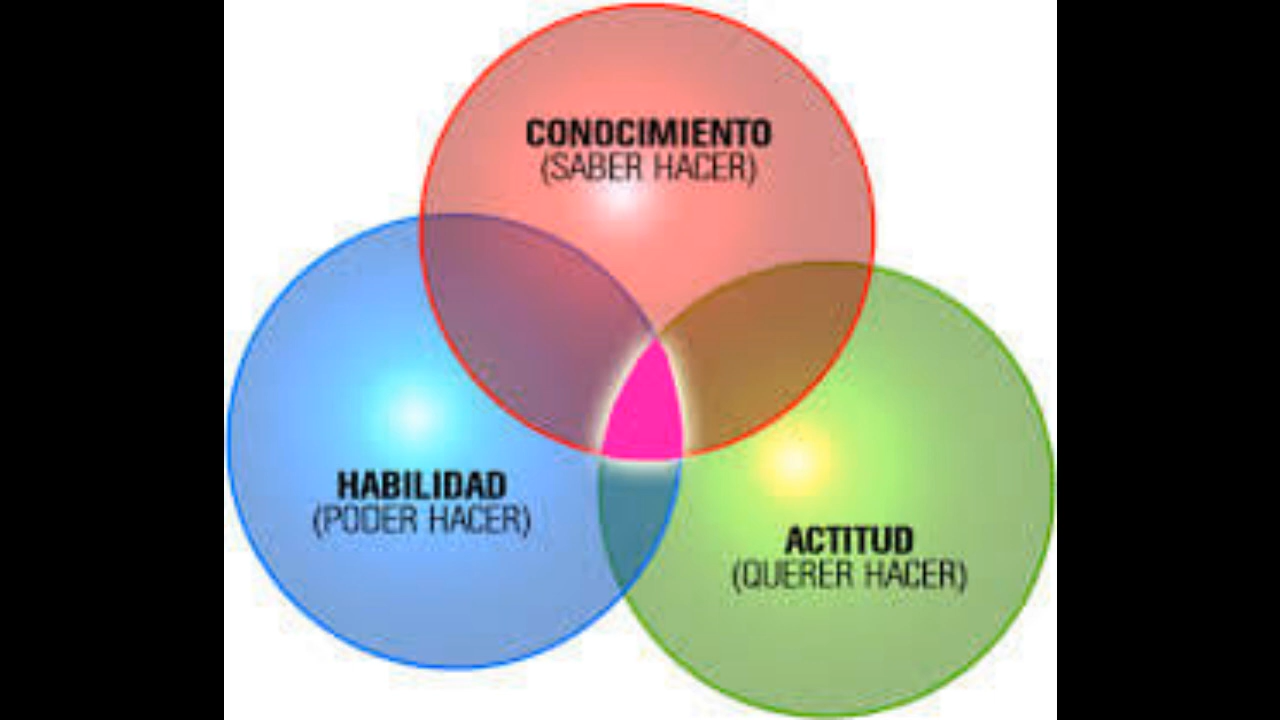 CONOCIMIENTO
(SABER HACER)
HABILIDAD
(PODER HACER)
ACTITUD
(QUERER HACER)